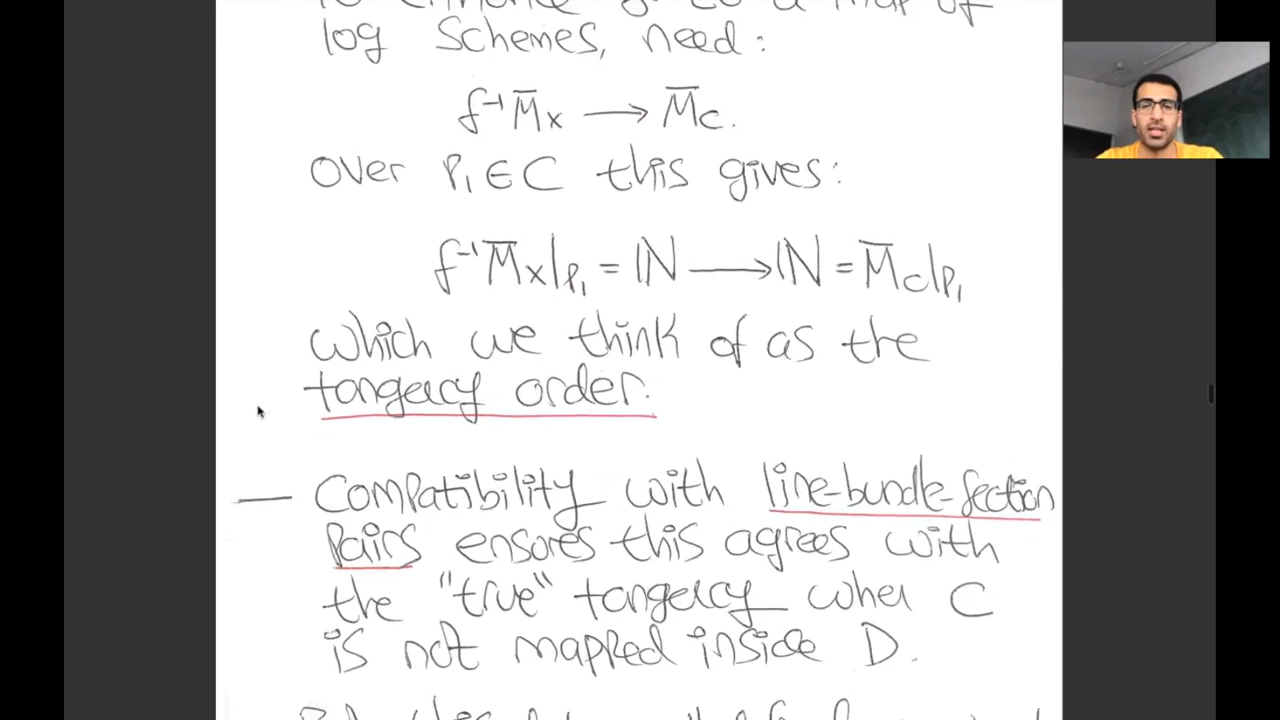 log Schemes, need:
f⁻¹M̄x → M̄c.
Over P₁ ∈ C this gives:
f⁻¹M̄x|P₁ = ℕ → ℕ = M̄c|P₁
which we think of as the
tangency order.
— Compatibility with line-bundle-section
pairs ensures this agrees with
the "true" tangency when C
is not mapped inside D.